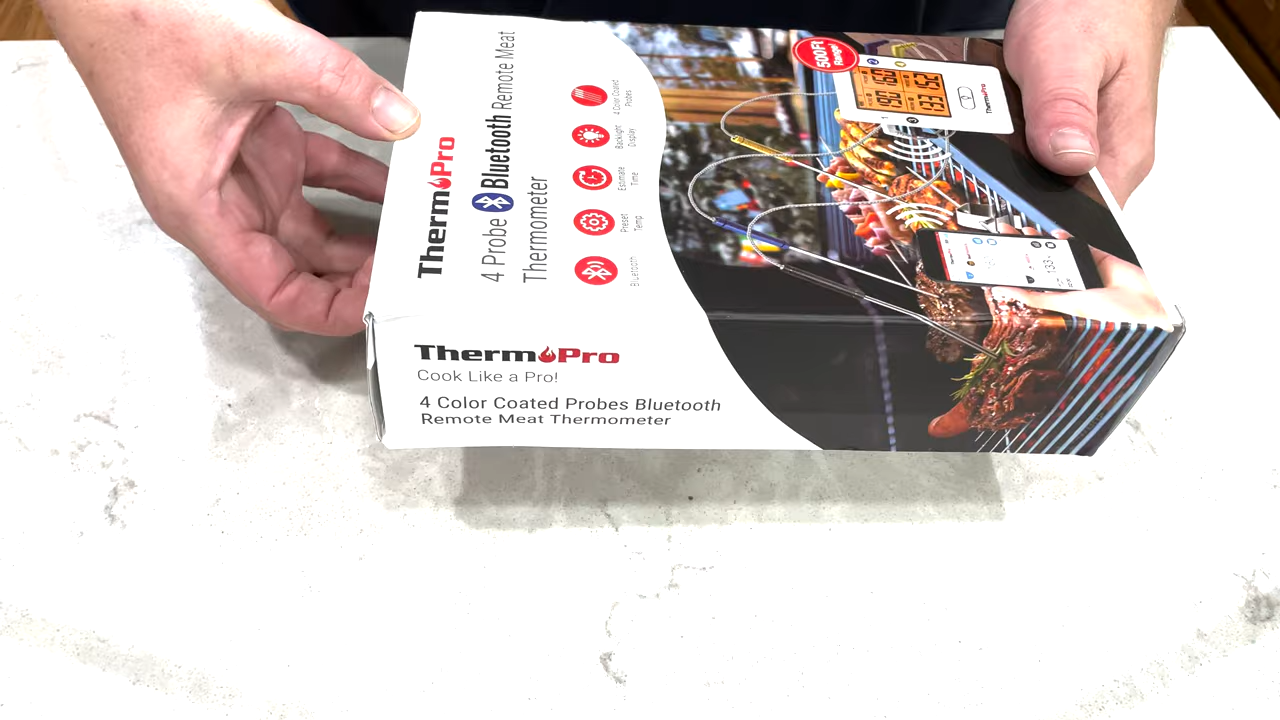 ThermoPro
4 Probe Bluetooth Remote Meat
Thermometer
Bluetooth
Preset
Temp
Estimate
Time
Backlight
Display
4 Color Coated
Probes
500Ft
Range!
ThermoPro
ThermoPro
Cook Like a Pro!
4 Color Coated Probes Bluetooth
Remote Meat Thermometer